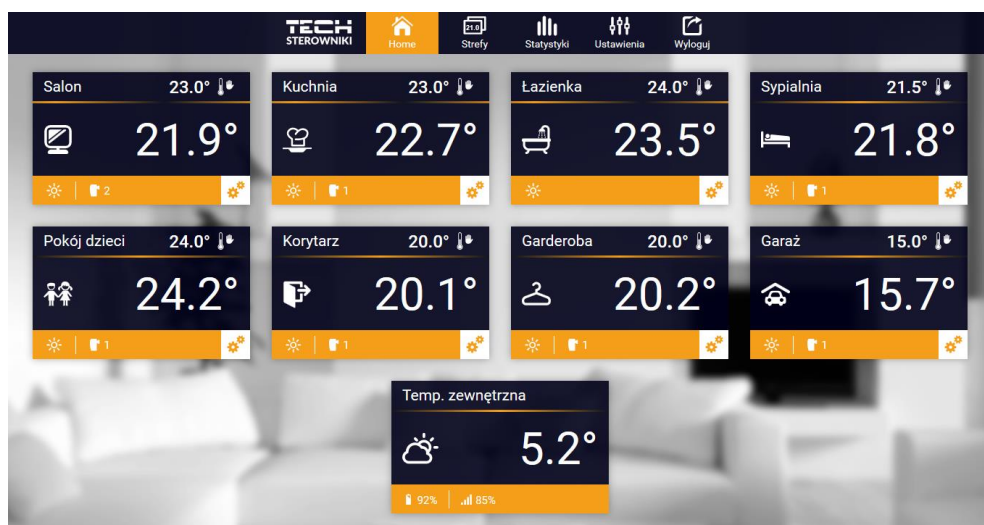 TECH
STEROWNIKI
Home
21.0
Strefy
Statystyki
Ustawienia
Wyloguj
Salon 23.0°
21.9°
2
Kuchnia 23.0°
22.7°
1
Łazienka 24.0°
23.5°
Sypialnia 21.5°
21.8°
1
Pokój dzieci 24.0°
24.2°
1
Korytarz 20.0°
20.1°
1
Garderoba 20.0°
20.2°
1
Garaż 15.0°
15.7°
1
Temp. zewnętrzna
5.2°
92% 85%